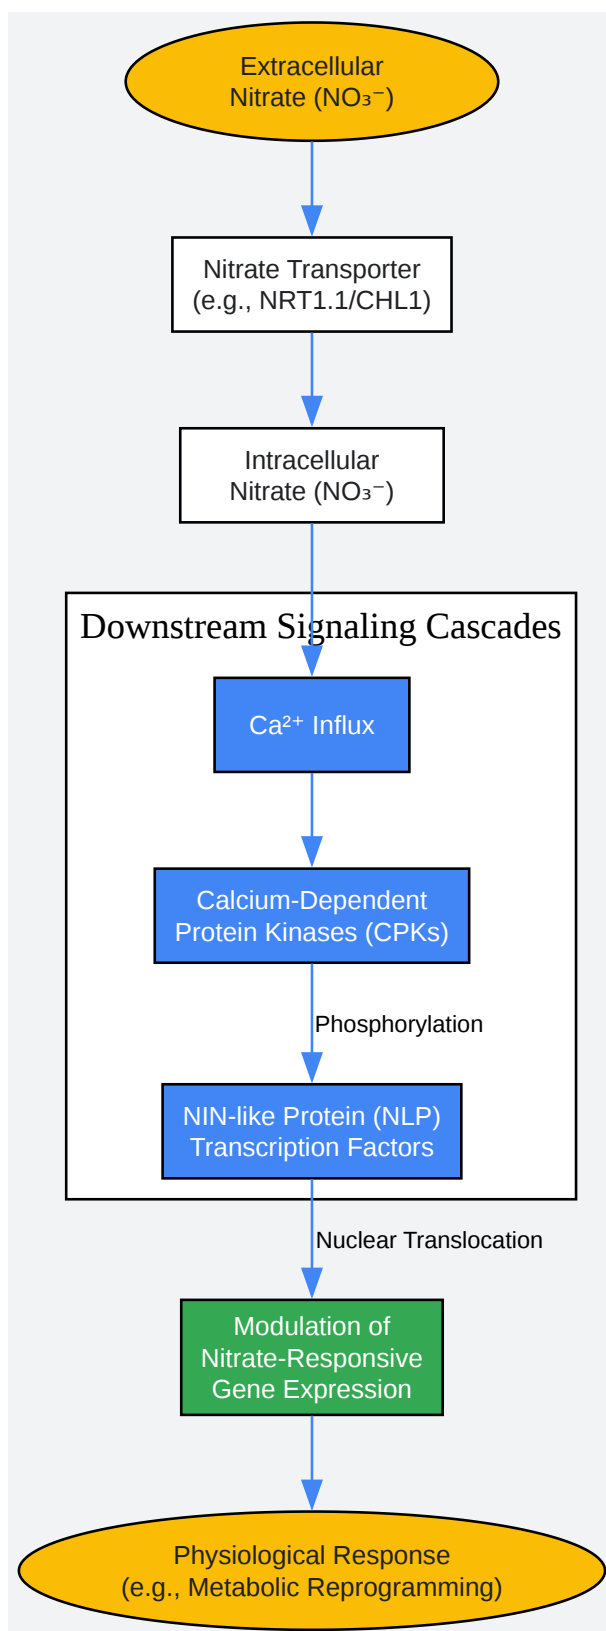 Extracellular
Nitrate (NO₃⁻)
Nitrate Transporter
(e.g., NRT1.1/CHL1)
Intracellular
Nitrate (NO₃⁻)
Downstream Signaling Cascades
Ca²⁺ Influx
Calcium-Dependent
Protein Kinases (CPKs)
Phosphorylation
NIN-like Protein (NLP)
Transcription Factors
Nuclear Translocation
Modulation of
Nitrate-Responsive
Gene Expression
Physiological Response
(e.g., Metabolic Reprogramming)